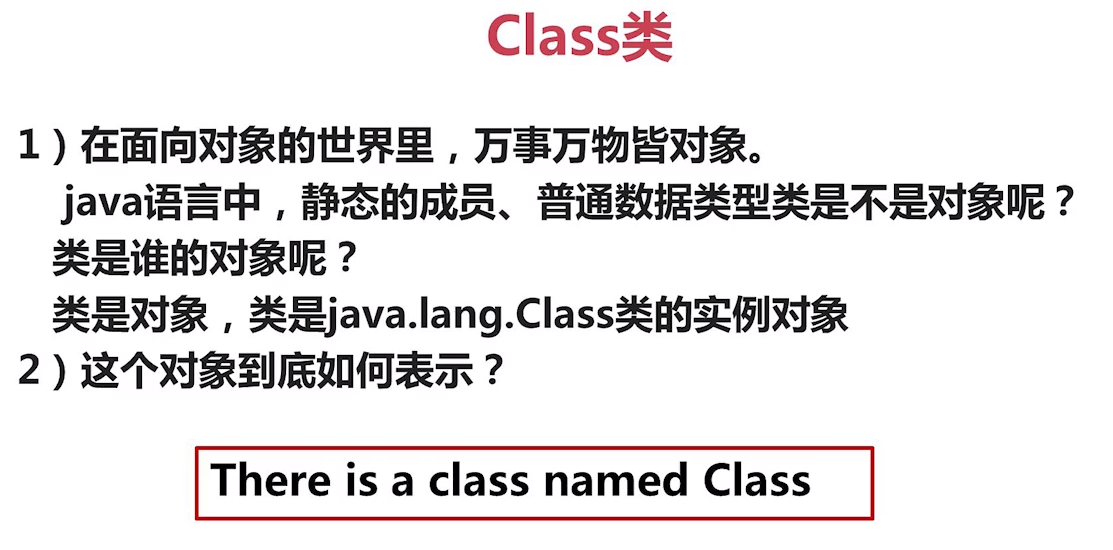 Class类
1）在面向对象的世界里，万事万物皆对象。
java语言中，静态的成员、普通数据类型类是不是对象呢？
类是谁的对象呢？
类是对象，类是java.lang.Class类的实例对象
2）这个对象到底如何表示？
There is a class named Class